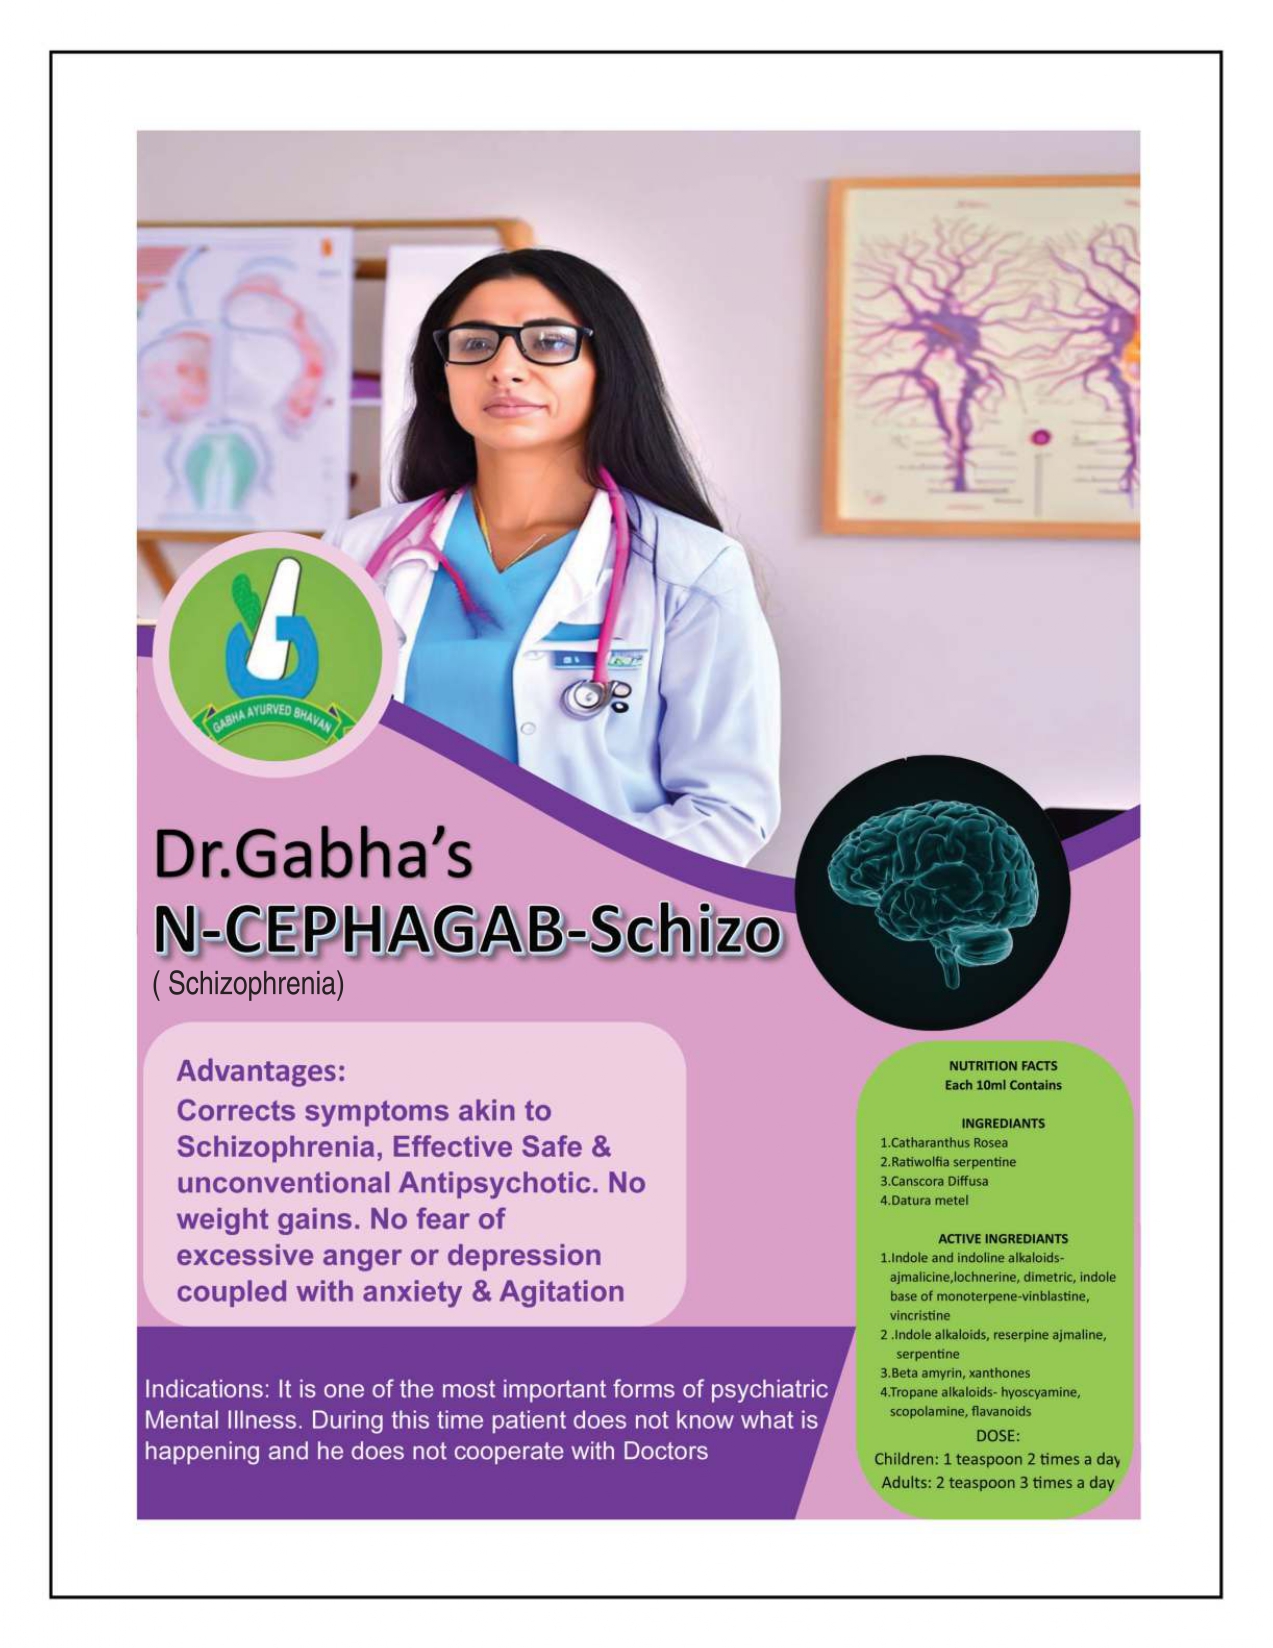 GABHA AYURVED BHAVAN
Dr.Gabha’s
N-CEPHAGAB-Schizo
( Schizophrenia)
Advantages:
Corrects symptoms akin to
Schizophrenia, Effective Safe &
unconventional Antipsychotic. No
weight gains. No fear of
excessive anger or depression
coupled with anxiety & Agitation
Indications: It is one of the most important forms of psychiatric
Mental Illness. During this time patient does not know what is
happening and he does not cooperate with Doctors
NUTRITION FACTS
Each 10ml Contains
INGREDIANTS
1.Catharanthus Rosea
2.Ratiwolfia serpentine
3.Canscora Diffusa
4.Datura metel
ACTIVE INGREDIANTS
1.Indole and indoline alkaloids-
ajmalicine,lochnerine, dimetric, indole
base of monoterpene-vinblastine,
vincristine
2 .Indole alkaloids, reserpine ajmaline,
serpentine
3.Beta amyrin, xanthones
4.Tropane alkaloids- hyoscyamine,
scopolamine, flavanoids
DOSE:
Children: 1 teaspoon 2 times a day
Adults: 2 teaspoon 3 times a day